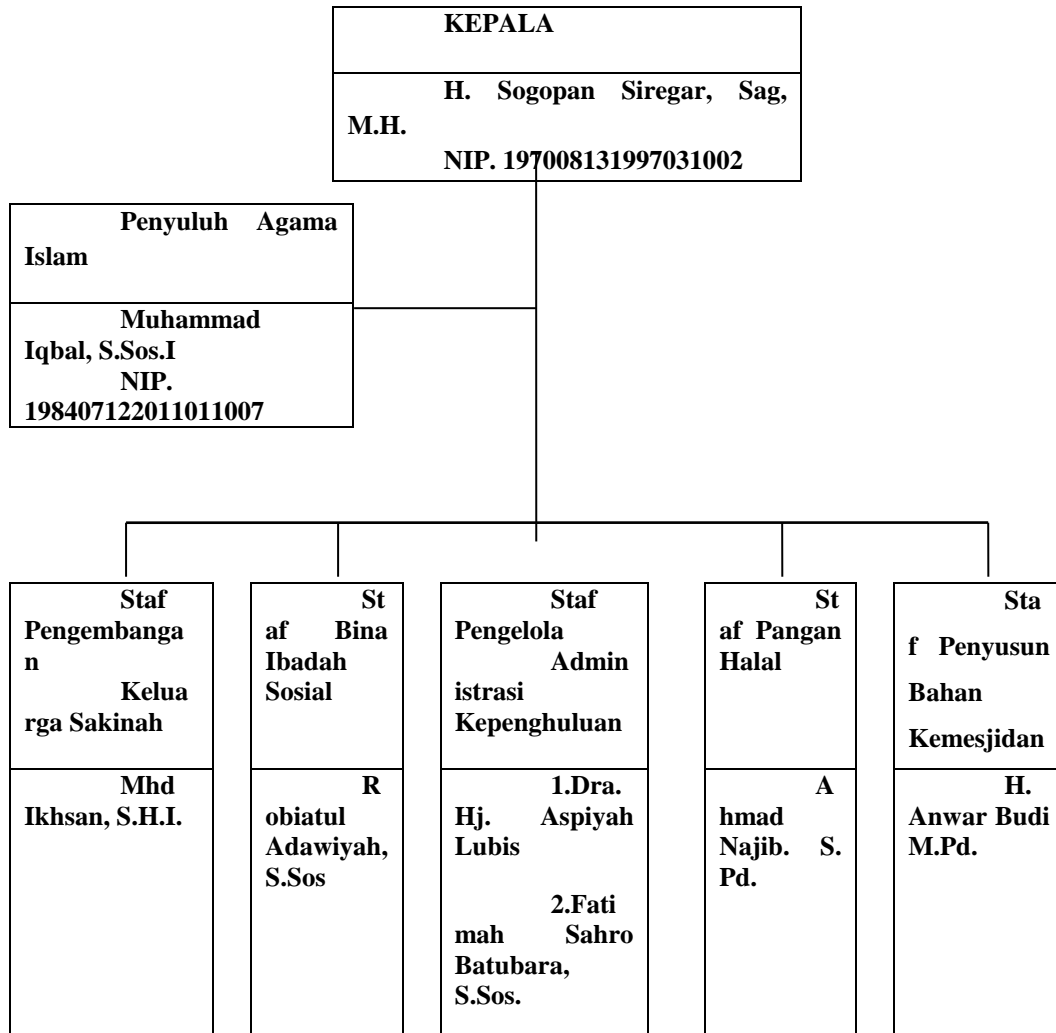 KEPALA
H. Sogopan Siregar, Sag,
M.H.
NIP. 197008131997031002
Penyuluh Agama
Islam
Muhammad
Iqbal, S.Sos.I
NIP.
198407122011011007
Staf
Pengembanga
n
Kelua
rga Sakinah
Mhd
Ikhsan, S.H.I.
St
af Bina
Ibadah
Sosial
R
obiatul
Adawiyah,
S.Sos
Staf
Pengelola
Admin
istrasi
Kepenghuluan
1.Dra.
Hj. Aspiyah
Lubis
2.Fati
mah Sahro
Batubara,
S.Sos.
St
af Pangan
Halal
A
hmad
Najib. S.
Pd.
Sta
f Penyusun
Bahan
Kemesjidan
H.
Anwar Budi
M.Pd.